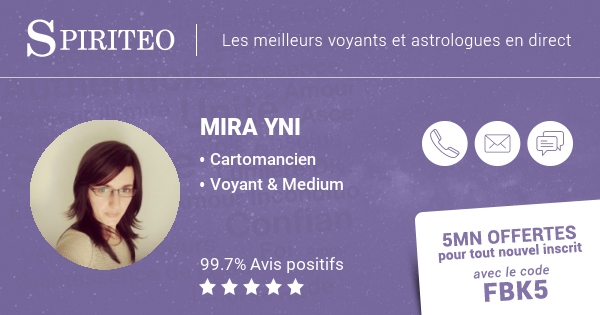 SPIRITEO
Les meilleurs voyants et astrologues en direct
MIRA YNI
• Cartomancien
• Voyant & Medium
99.7% Avis positifs
5MN OFFERTES
pour tout nouvel inscrit
avec le code
FBK5